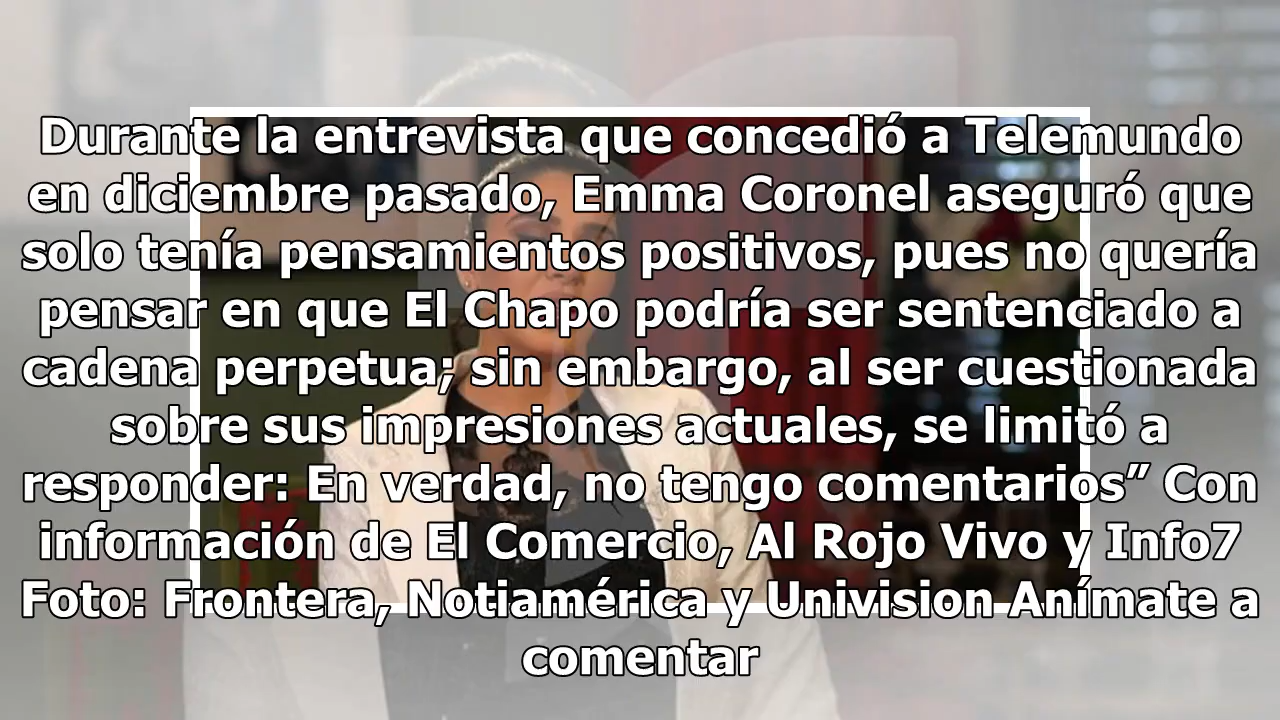 Durante la entrevista que concedió a Telemundo
en diciembre pasado, Emma Coronel aseguró que
solo tenía pensamientos positivos, pues no quería
pensar en que El Chapo podría ser sentenciado a
cadena perpetua; sin embargo, al ser cuestionada
sobre sus impresiones actuales, se limitó a
responder: En verdad, no tengo comentarios” Con
información de El Comercio, Al Rojo Vivo y Info7
Foto: Frontera, Notiamérica y Univision Anímate a
comentar